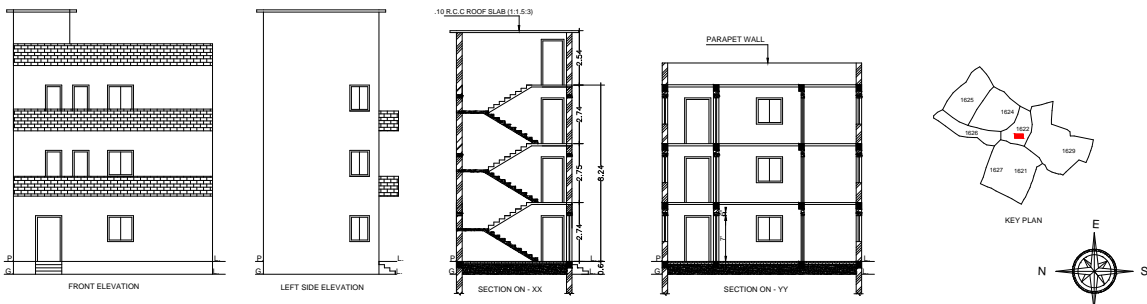 .10 R.C.C ROOF SLAB (1:1.5:3)
2.54
2.74
2.75
2.74
8.24
0.6
PARAPET WALL
P L
G L
FRONT ELEVATION
P L.
G L.
LEFT SIDE ELEVATION
SECTION ON - XX
P L
G L
SECTION ON - YY
1625
1624
1626
1622
1629
1627
1621
KEY PLAN
E
N S